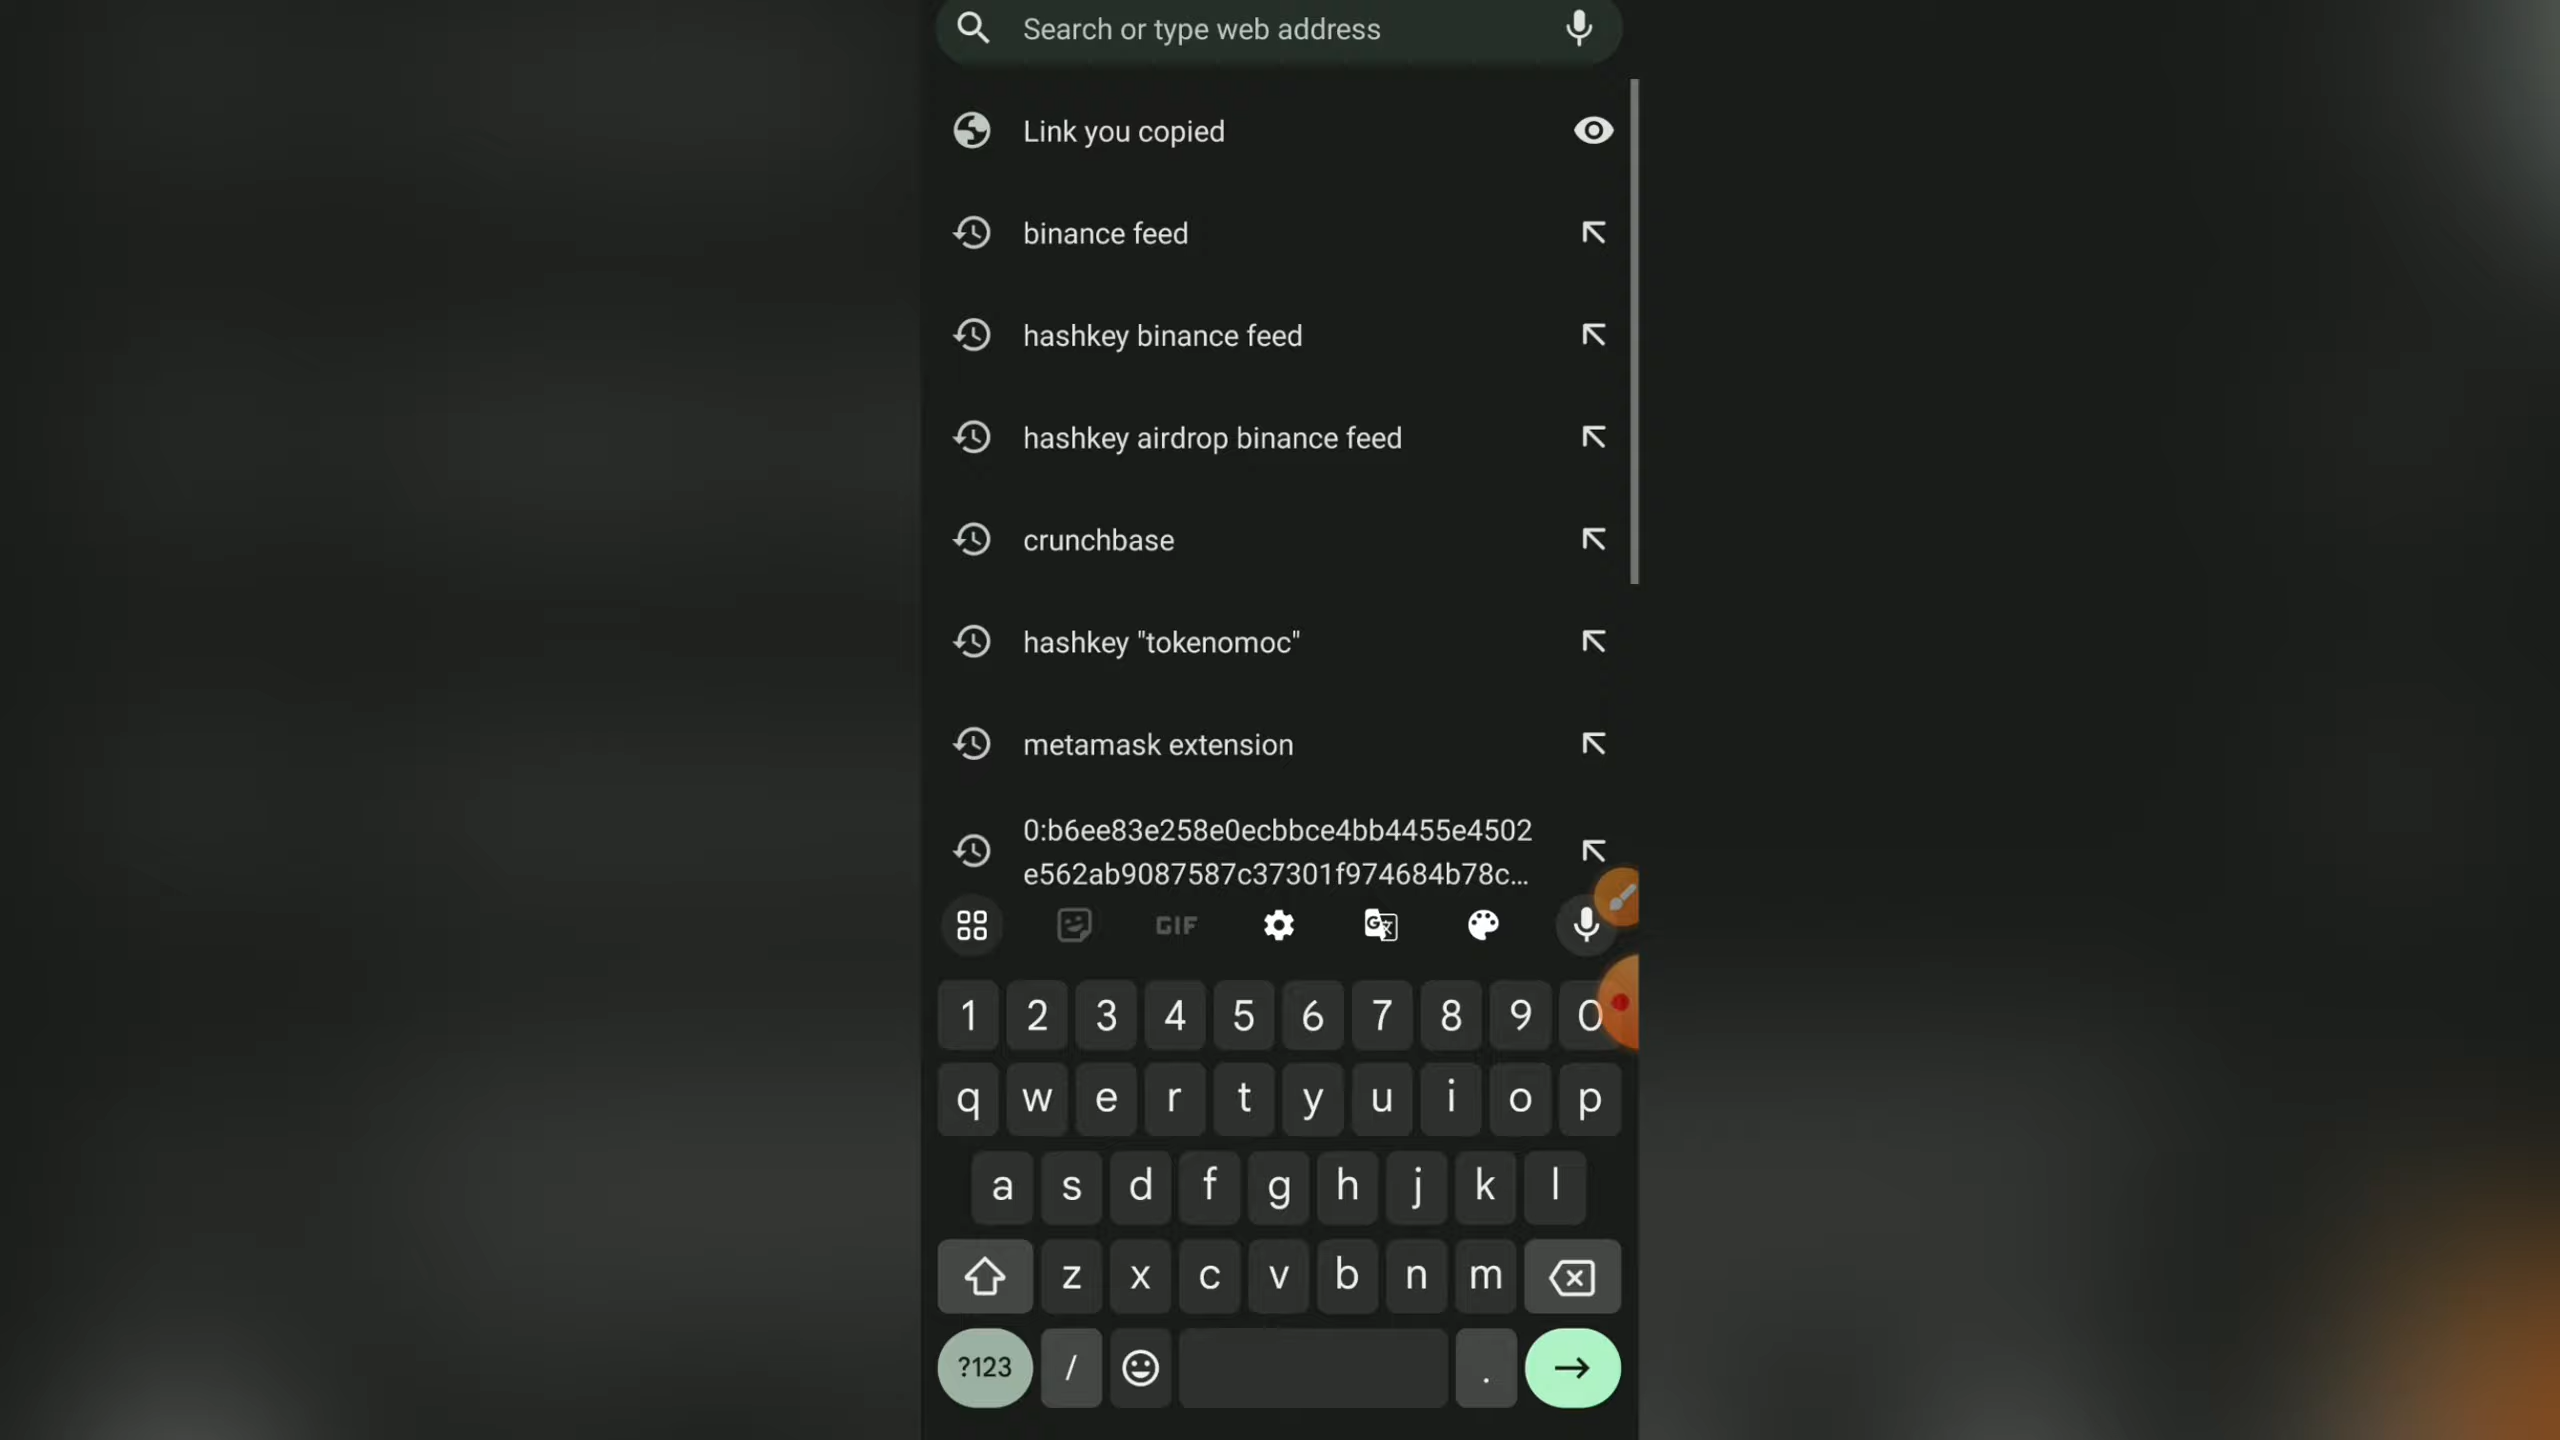 Search or type web address
Link you copied
binance feed
hashkey binance feed
hashkey airdrop binance feed
crunchbase
hashkey "tokenomoc"
metamask extension
0:b6ee83e258e0ecbbce4bb4455e4502
e562ab9087587c37301f974684b78c...
GIF
1 2 3 4 5 6 7 8 9 0
q w e r t y u i o p
a s d f g h j k l
z x c v b n m
?123 / .